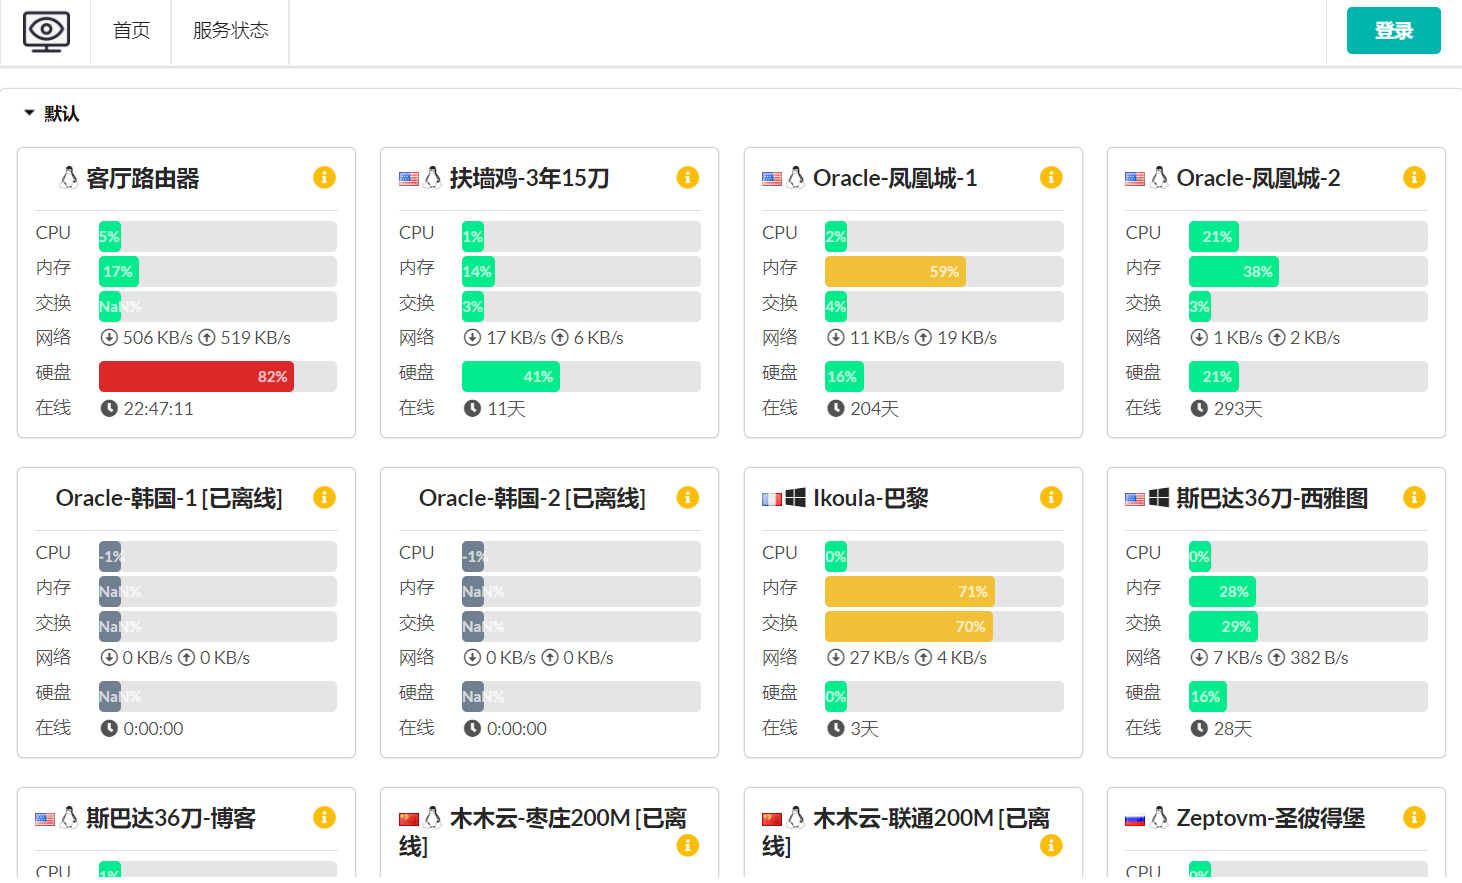 首页
服务状态
登录
默认
客厅路由器
CPU 5%
内存 17%
交换 NaN%
网络 506 KB/s 519 KB/s
硬盘 82%
在线 22:47:11
扶墙鸡-3年15刀
CPU 1%
内存 14%
交换 3%
网络 17 KB/s 6 KB/s
硬盘 41%
在线 11天
Oracle-凤凰城-1
CPU 2%
内存 59%
交换 4%
网络 11 KB/s 19 KB/s
硬盘 16%
在线 204天
Oracle-凤凰城-2
CPU 21%
内存 38%
交换 3%
网络 1 KB/s 2 KB/s
硬盘 21%
在线 293天
Oracle-韩国-1 [已离线]
CPU -1%
内存 NaN%
交换 NaN%
网络 0 KB/s 0 KB/s
硬盘 NaN%
在线 0:00:00
Oracle-韩国-2 [已离线]
CPU -1%
内存 NaN%
交换 NaN%
网络 0 KB/s 0 KB/s
硬盘 NaN%
在线 0:00:00
Ikoula-巴黎
CPU 0%
内存 71%
交换 70%
网络 27 KB/s 4 KB/s
硬盘 0%
在线 3天
斯巴达36刀-西雅图
CPU 0%
内存 28%
交换 29%
网络 7 KB/s 382 B/s
硬盘 16%
在线 28天
斯巴达36刀-博客
CPU 1%
木木云-枣庄200M [已离
线]
木木云-联通200M [已离
线]
Zeptovm-圣彼得堡
CPU 0%